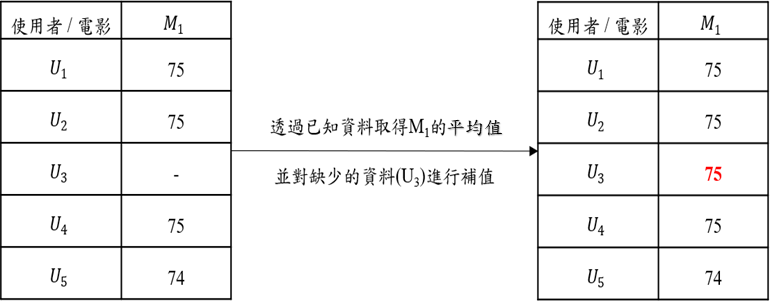 使用者 / 電影 M₁
U₁ 75
U₂ 75
U₃ -
U₄ 75
U₅ 74
透過已知資料取得M₁的平均值
並對缺少的資料(U₃)進行補值
使用者 / 電影 M₁
U₁ 75
U₂ 75
U₃ 75
U₄ 75
U₅ 74